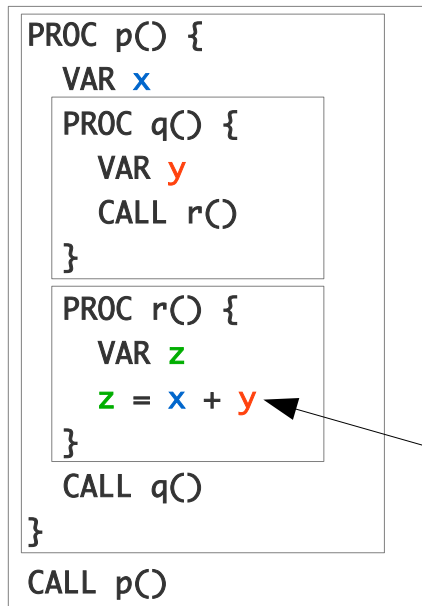 PROC p() {
VAR x
PROC q() {
VAR y
CALL r()
}
PROC r() {
VAR z
z = x + y
}
CALL q()
}
CALL p()